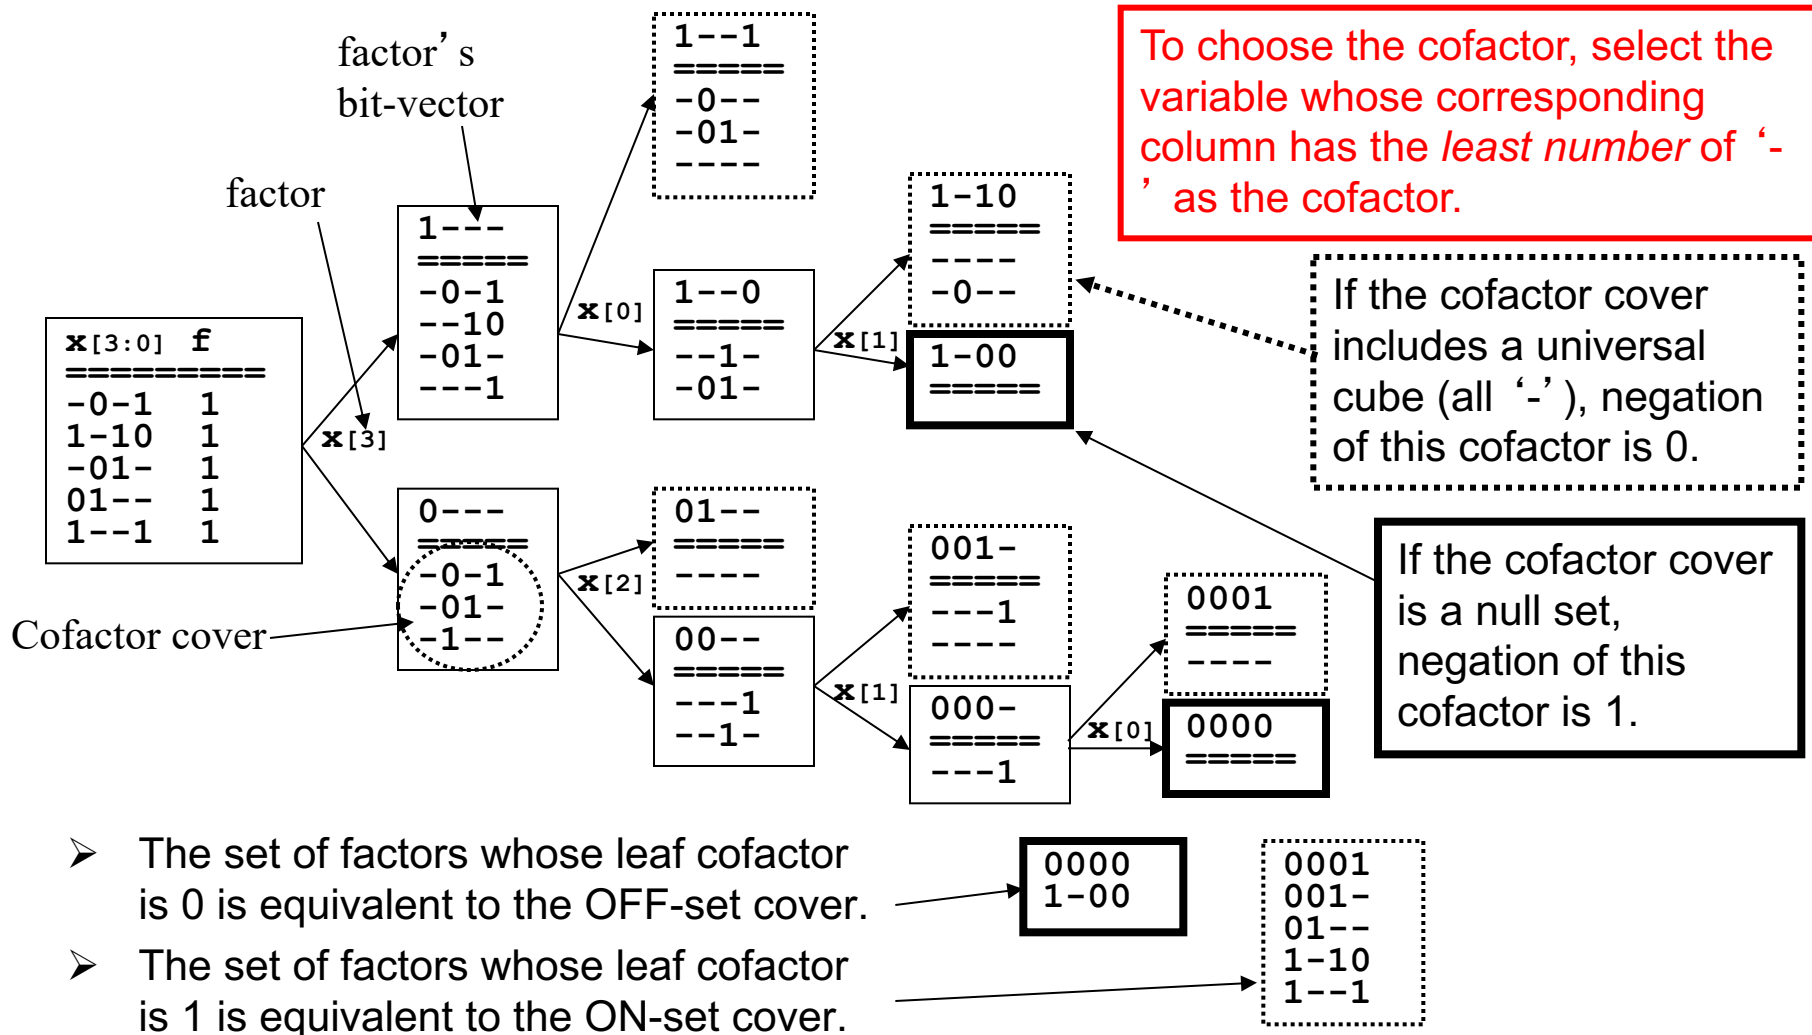 factor’s
bit-vector
factor
x[3:0] f
=========
-0-1 1
1-10 1
-01- 1
01-- 1
1--1 1
x[3]
Cofactor cover
1---
=====
-0-1
--10
-01-
---1
0---
=====
-0-1
-01-
-1--
x[0]
1--1
=====
-0--
-01-
----
1--0
=====
--1-
-01-
x[2]
01--
=====
----
00--
=====
---1
--1-
x[1]
1-10
=====
----
-0--
1-00
=====
x[1]
001-
=====
---1
----
000-
=====
---1
x[0]
0001
=====
----
0000
=====
To choose the cofactor, select the
variable whose corresponding
column has the least number of ‘-
’ as the cofactor.
If the cofactor cover
includes a universal
cube (all ‘-’), negation
of this cofactor is 0.
If the cofactor cover
is a null set,
negation of this
cofactor is 1.
➢ The set of factors whose leaf cofactor
is 0 is equivalent to the OFF-set cover.
➢ The set of factors whose leaf cofactor
is 1 is equivalent to the ON-set cover.
0000
1-00
0001
001-
01--
1-10
1--1